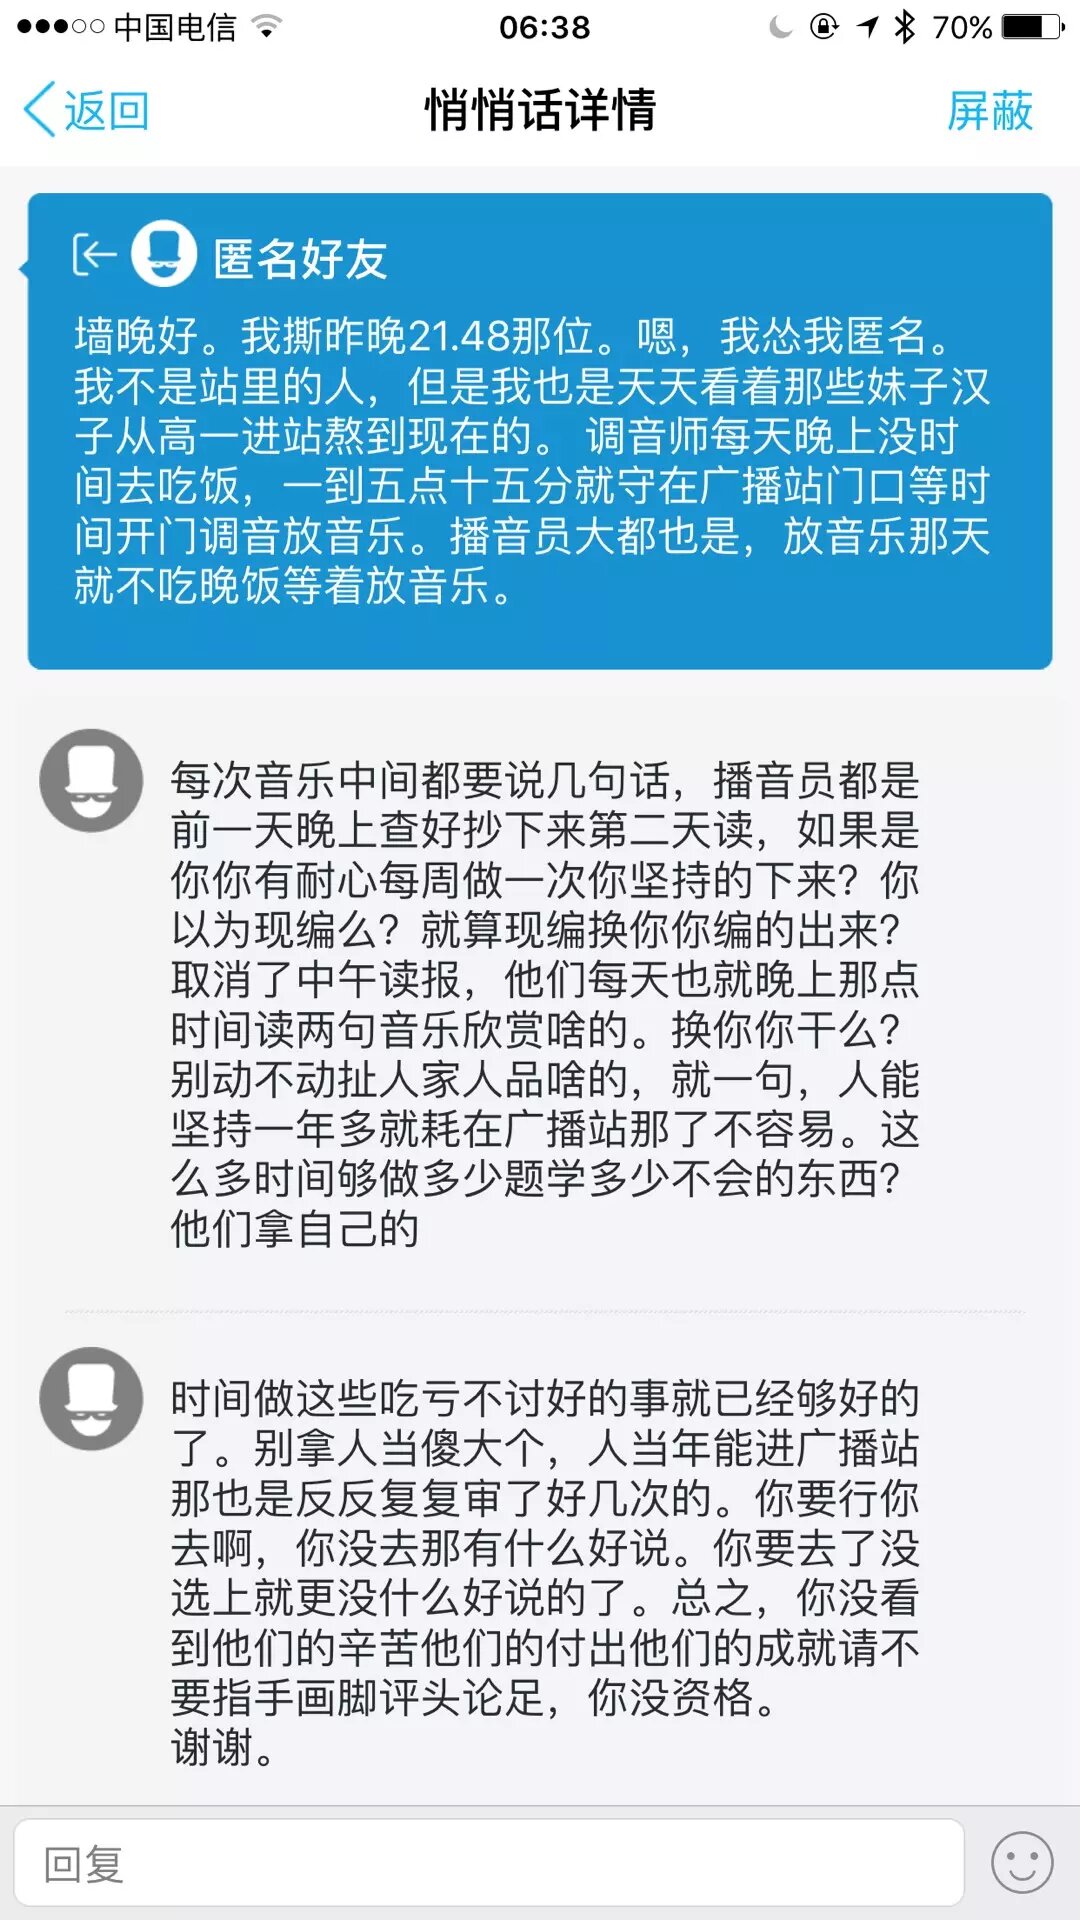 中国电信
06:38
70%
返回
悄悄话详情
屏蔽
匿名好友
墙晚好。我撕昨晚21.48那位。嗯，我怂我匿名。
我不是站里的人，但是我也是天天看着那些妹子汉
子从高一进站熬到现在的。 调音师每天晚上没时
间去吃饭，一到五点十五分就守在广播站门口等时
间开门调音放音乐。播音员大都也是，放音乐那天
就不吃晚饭等着放音乐。
每次音乐中间都要说几句话，播音员都是
前一天晚上查好抄下来第二天读，如果是
你你有耐心每周做一次你坚持的下来？你
以为现编么？就算现编换你你编的出来？
取消了中午读报，他们每天也就晚上那点
时间读两句音乐欣赏啥的。换你你干么？
别动不动扯人家人品啥的，就一句，人能
坚持一年多就耗在广播站那了不容易。这
么多时间够做多少题学多少不会的东西？
他们拿自己的
时间做这些吃亏不讨好的事就已经够好的
了。别拿人当傻大个，人当年能进广播站
那也是反反复复审了好几次的。你要行你
去啊，你没去那有什么好说。你要去了没
选上就更没什么好说的了。总之，你没看
到他们的辛苦他们的付出他们的成就请不
要指手画脚评头论足，你没资格。
谢谢。
回复